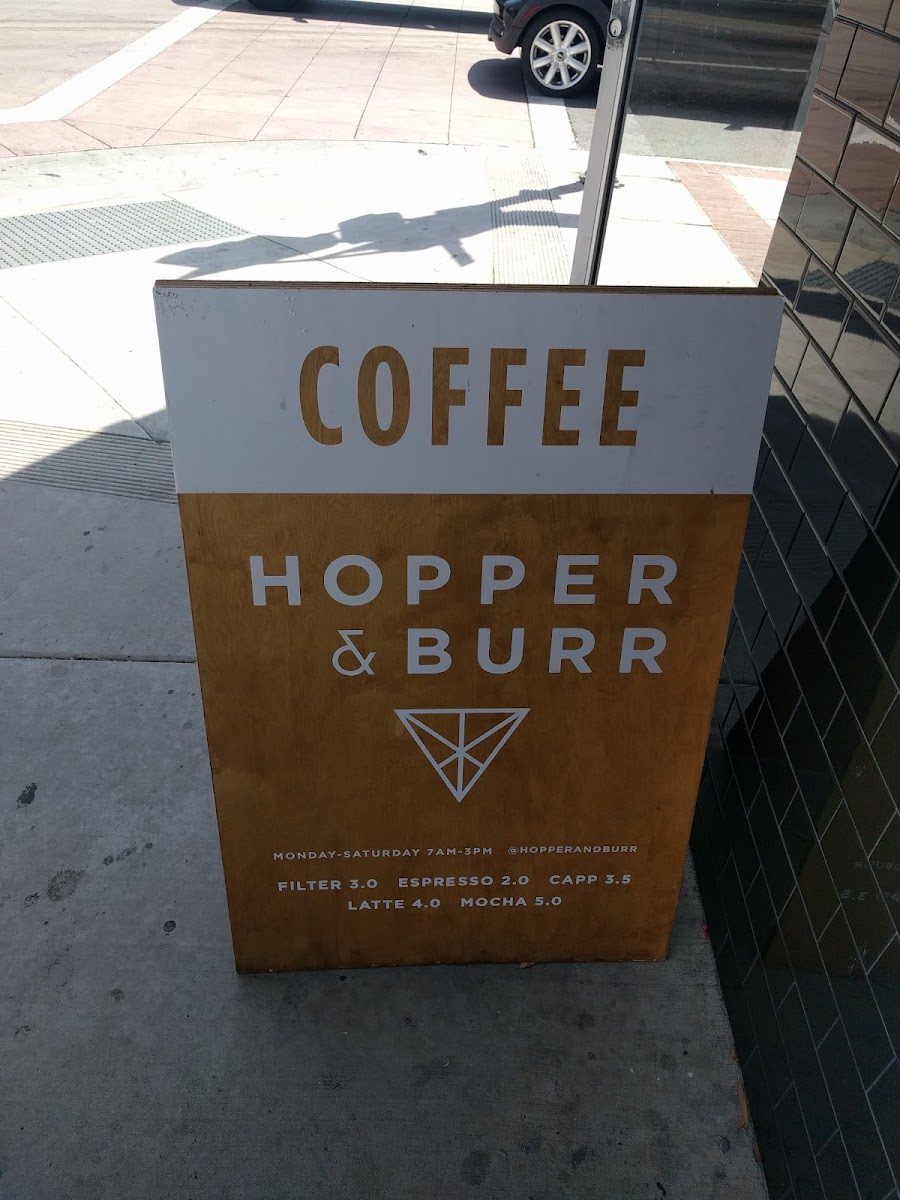 COFFEE
HOPPER
& BURR
MONDAY-SATURDAY 7AM-3PM @HOPPERANDBURR
FILTER 3.0 ESPRESSO 2.0 CAPP 3.5
LATTE 4.0 MOCHA 5.0